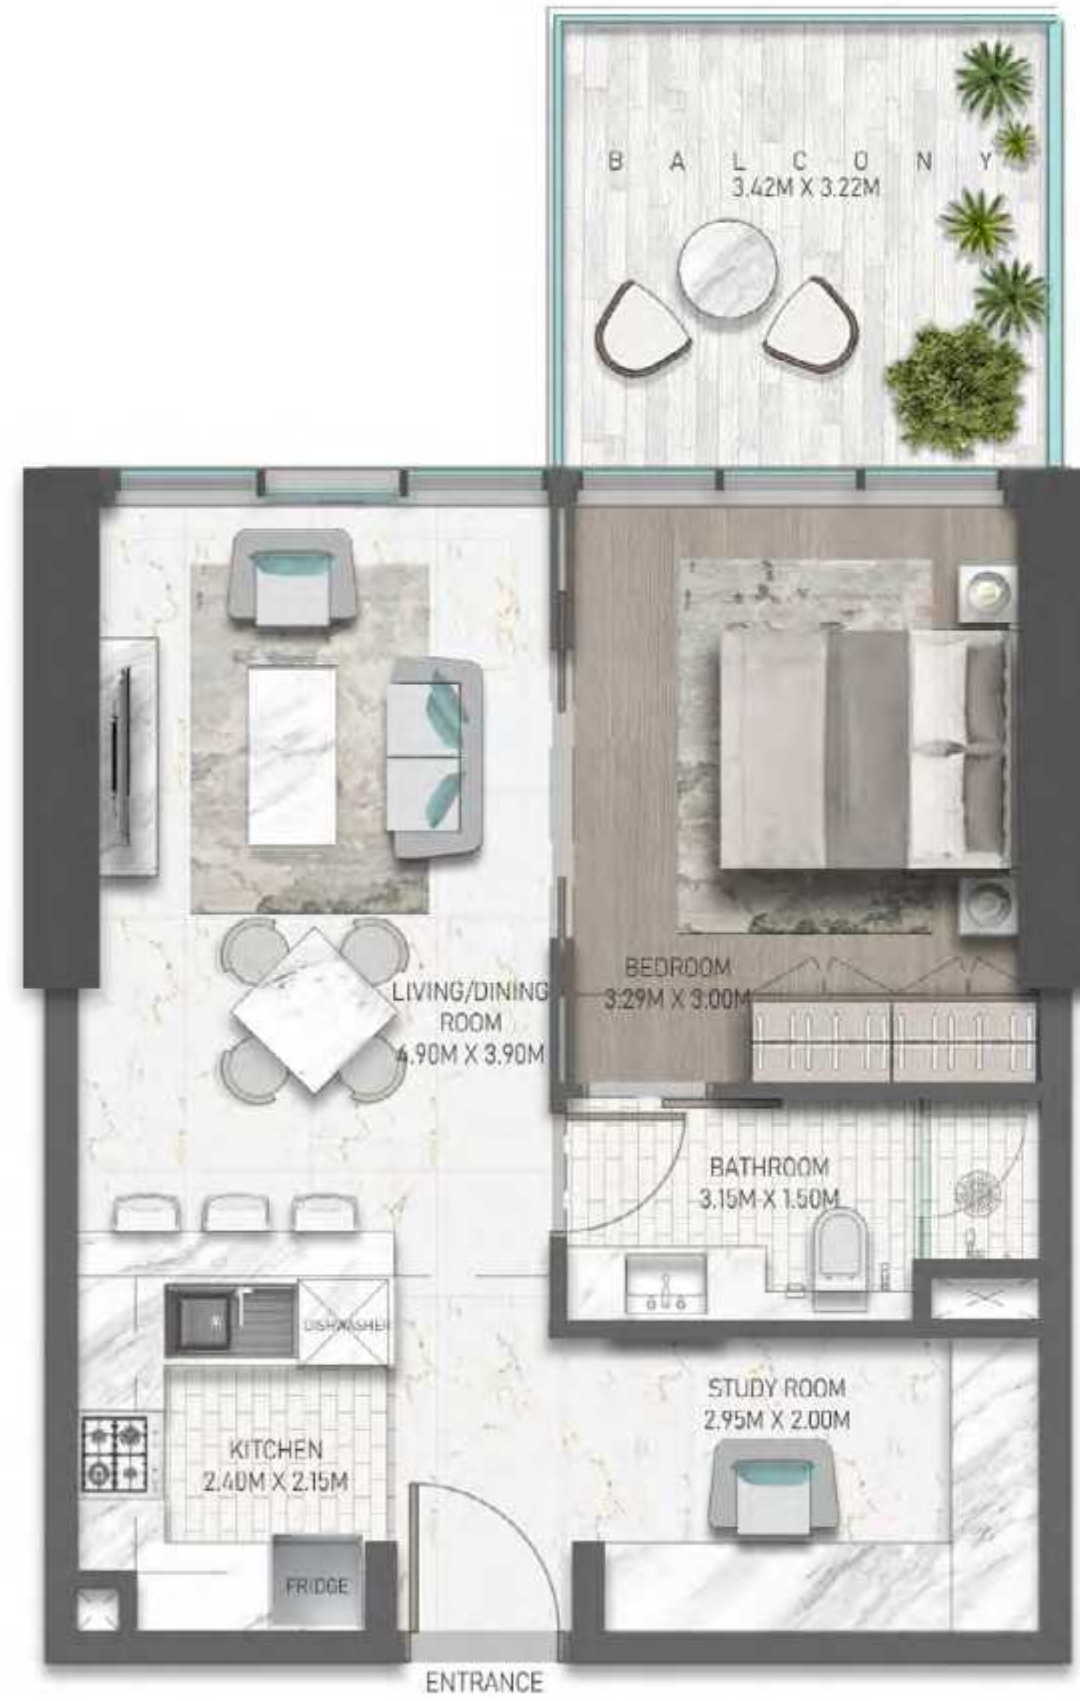 BALCONY
3.42M X 3.22M
BEDROOM
3.29M X 3.00M
LIVING/DINING
ROOM
4.90M X 3.90M
BATHROOM
3.15M X 1.50M
DISHWASHER
STUDY ROOM
2.95M X 2.00M
KITCHEN
2.40M X 2.15M
FRIDGE
ENTRANCE